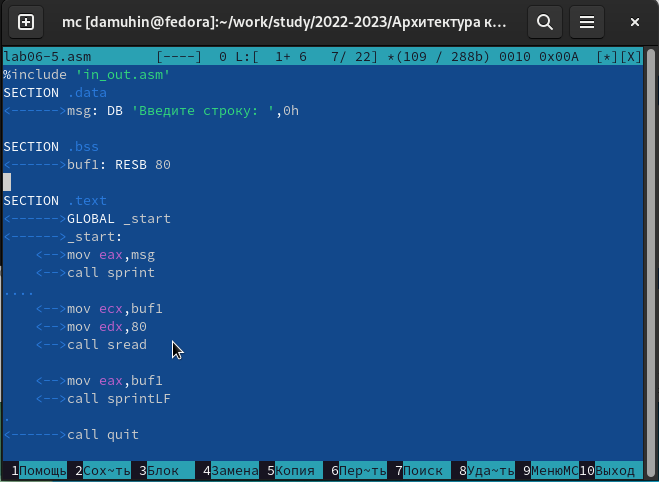 mc [damuhin@fedora]:~/work/study/2022-2023/Архитектура к...
lab06-5.asm [----] 0 L:[ 1+ 6 7/ 22] *(109 / 288b) 0010 0x00A [*][X]
%include 'in_out.asm'
SECTION .data
<------>msg: DB 'Введите строку: ',0h
SECTION .bss
<------>buf1: RESB 80
SECTION .text
<------>GLOBAL _start
<------>_start:
<-->mov eax,msg
<-->call sprint
....
<-->mov ecx,buf1
<-->mov edx,80
<-->call sread
<-->mov eax,buf1
<-->call sprintLF
.
<------>call quit
1Помощь 2Сох~ть 3Блок 4Замена 5Копия 6Пер~ть 7Поиск 8Уда~ть 9МенюMC 10Выход